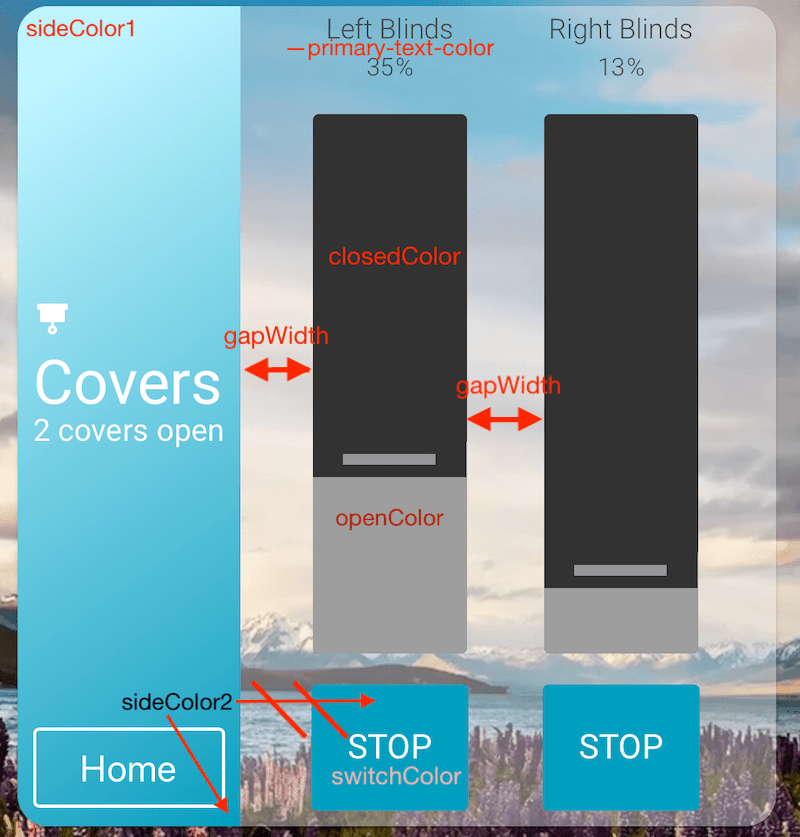 sideColor1
Left Blinds
—primary-text-color
35%
Right Blinds
13%
closedColor
gapWidth
gapWidth
Covers
2 covers open
openColor
sideColor2
Home
STOP
switchColor
STOP